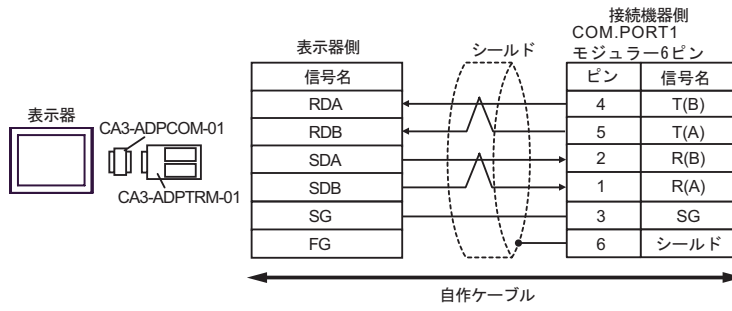 接続機器側
COM.PORT1
モジュラー6ピン
表示器側
シールド
信号名
ピン
信号名
RDA
4
T(B)
RDB
5
T(A)
SDA
2
R(B)
SDB
1
R(A)
SG
3
SG
FG
6
シールド
表示器
CA3-ADPCOM-01
CA3-ADPTRM-01
自作ケーブル